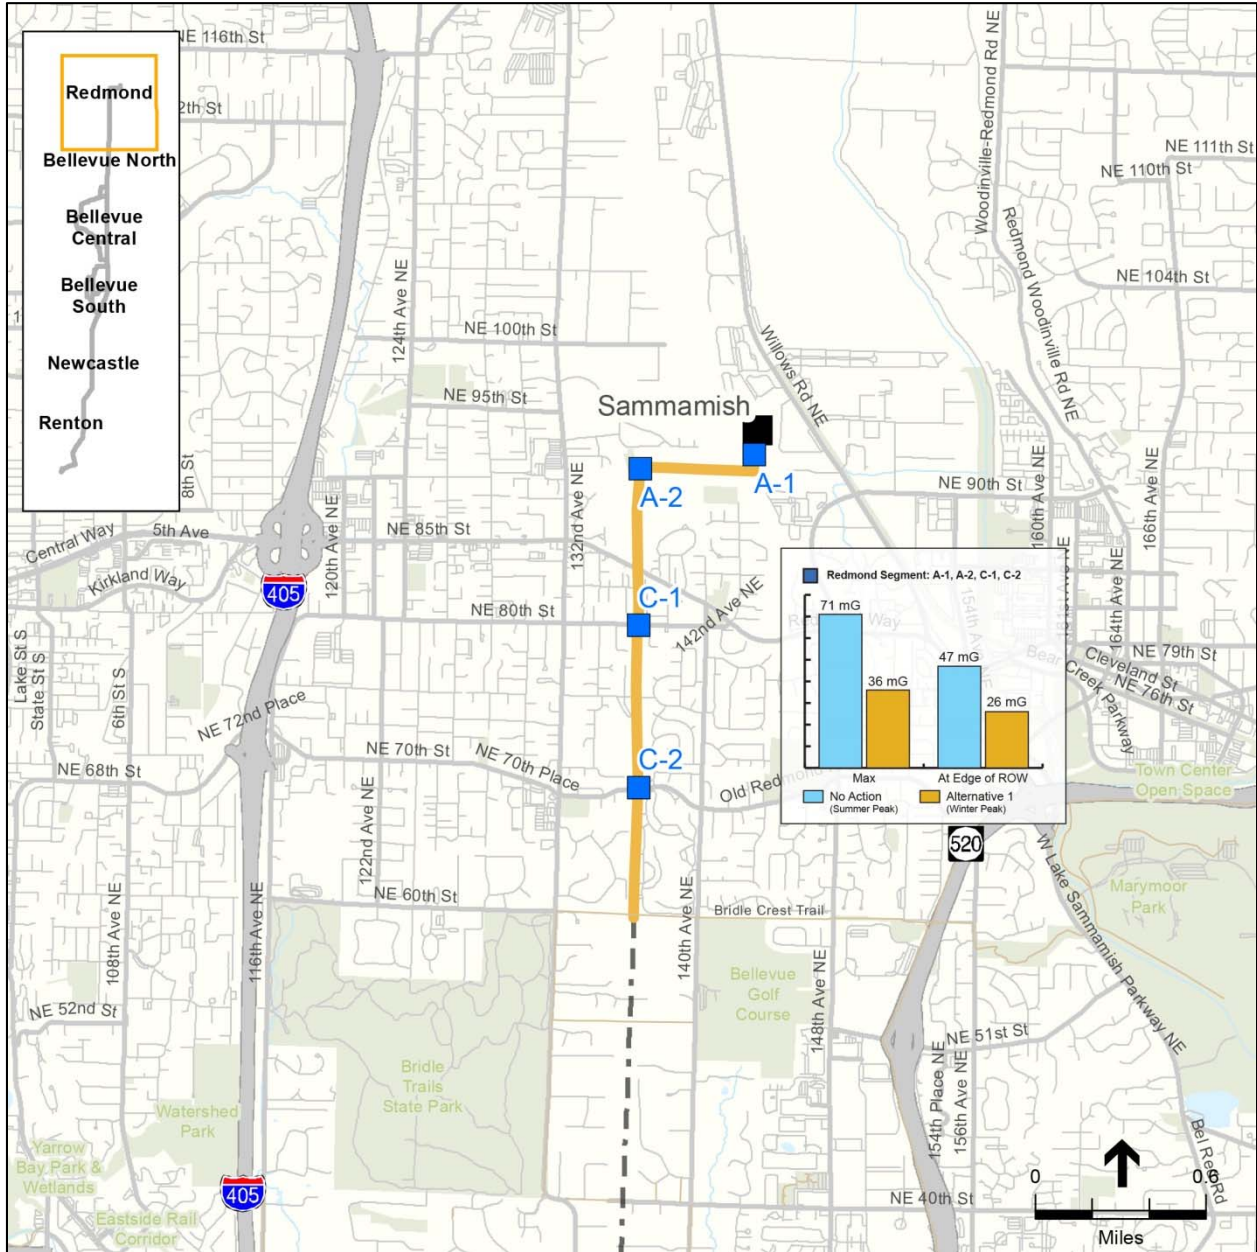 NE 116th St
Redmond
2th St
Bellevue North
Bellevue
Central
Bellevue
South
Newcastle
Renton
Woodinville-Redmond Rd NE
NE 111th St
NE 110th St
Redmond Woodinville Rd NE
NE 104th St
124th Ave NE
NE 100th St
Willows Rd NE
NE 95th St
Sammamish
A-1
A-2
8th St
132nd Ave NE
NE 90th St
160th Ave NE
166th Ave NE
Central Way
5th Ave
120th Ave NE
NE 85th St
Kirkland Way
405
C-1
NE 80th St
142nd Ave NE
164th Ave NE
Redmond Segment: A-1, A-2, C-1, C-2
71 mG
36 mG
47 mG
26 mG
Max
At Edge of ROW
No Action
(Summer Peak)
Alternative 1
(Winter Peak)
154th Ave NE
Way
Bear Creek Parkway
NE 79th St
Cleveland St
NE 76th St
Lake St S
State St S
6th St S
NE 72nd Place
NE 70th St
NE 70th Place
C-2
Old Redmond
NE 68th St
Town Center
Open Space
520
122nd Ave NE
NE 60th St
Bridle Crest Trail
Marymoor
Park
W Lake Sammamish Parkway NE
108th Ave NE
116th Ave NE
140th Ave NE
Bellevue
Golf
Course
148th Ave NE
NE 52nd St
NE 51st St
154th Place NE
156th Ave NE
Bridle
Trails
State Park
Watershed
Park
Yarrow
Bay Park &
Wetlands
405
Eastside Rail
Corridor
NE 40th St
Bel Red Rd
0
0.6
Miles